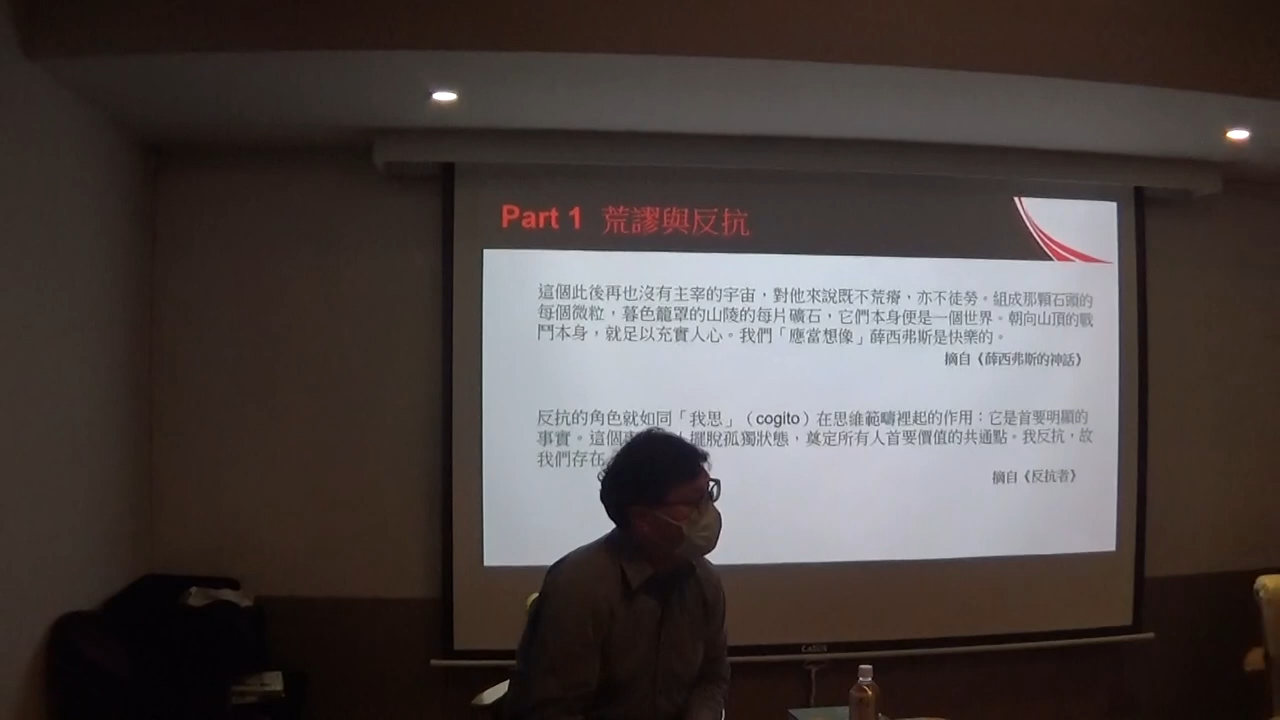 Part 1 荒謬與反抗
這個此後再也沒有主宰的宇宙，對他來說既不荒瘠，亦不徒勞。組成那顆石頭的
每個微粒，暮色籠罩的山陵的每片礦石，它們本身便是一個世界。朝向山頂的戰
鬥本身，就足以充實人心。我們「應當想像」薛西弗斯是快樂的。
摘自《薛西弗斯的神話》
反抗的角色就如同「我思」（cogito）在思維範疇裡起的作用：它是首要明顯的
事實。這個 擺脫孤獨狀態，奠定所有人首要價值的共通點。我反抗，故
我們存在
摘自《反抗者》